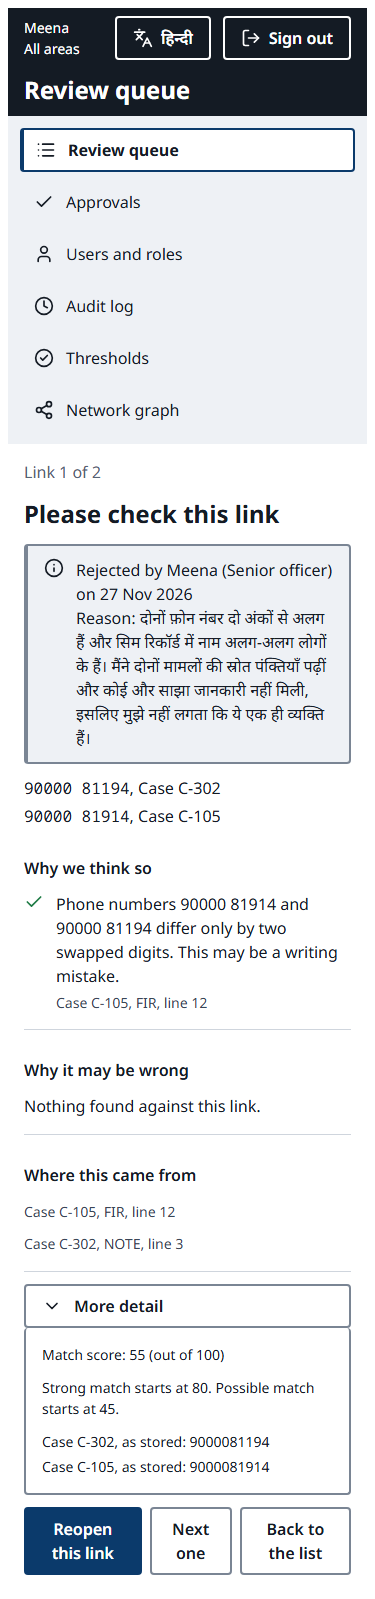 Meena
All areas
हिन्दी
Sign out
Review queue
Review queue
Approvals
Users and roles
Audit log
Thresholds
Network graph
Link 1 of 2
Please check this link
Rejected by Meena (Senior officer)
on 27 Nov 2026
Reason: दोनों फ़ोन नंबर दो अंकों से अलग
हैं और सिम रिकॉर्ड में नाम अलग-अलग लोगों
के हैं। मैंने दोनों मामलों की स्रोत पंक्तियाँ पढ़ीं
और कोई और साझा जानकारी नहीं मिली,
इसलिए मुझे नहीं लगता कि ये एक ही व्यक्ति
हैं।
90000 81194, Case C-302
90000 81914, Case C-105
Why we think so
Phone numbers 90000 81914 and
90000 81194 differ only by two
swapped digits. This may be a writing
mistake.
Case C-105, FIR, line 12
Why it may be wrong
Nothing found against this link.
Where this came from
Case C-105, FIR, line 12
Case C-302, NOTE, line 3
More detail
Match score: 55 (out of 100)
Strong match starts at 80. Possible match
starts at 45.
Case C-302, as stored: 9000081194
Case C-105, as stored: 9000081914
Reopen
this link
Next
one
Back to
the list